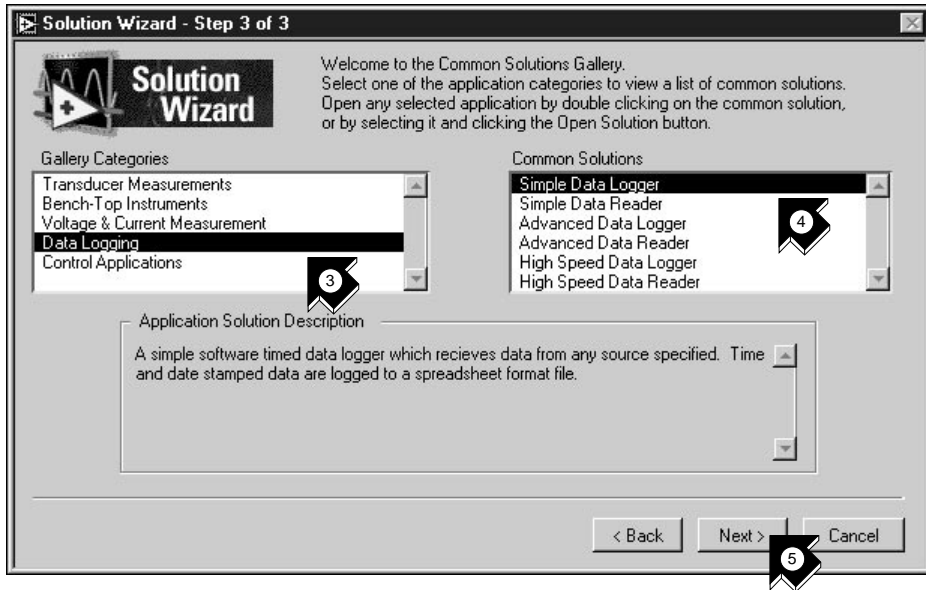 Solution Wizard - Step 3 of 3
Solution
Wizard
Welcome to the Common Solutions Gallery.
Select one of the application categories to view a list of common solutions.
Open any selected application by double clicking on the common solution,
or by selecting it and clicking the Open Solution button.
Gallery Categories
Transducer Measurements
Bench-Top Instruments
Voltage & Current Measurement
Data Logging
Control Applications
3
Common Solutions
Simple Data Logger
Simple Data Reader
Advanced Data Logger
Advanced Data Reader
High Speed Data Logger
High Speed Data Reader
4
Application Solution Description
A simple software timed data logger which recieves data from any source specified. Time
and date stamped data are logged to a spreadsheet format file.
< Back
Next >
Cancel
5